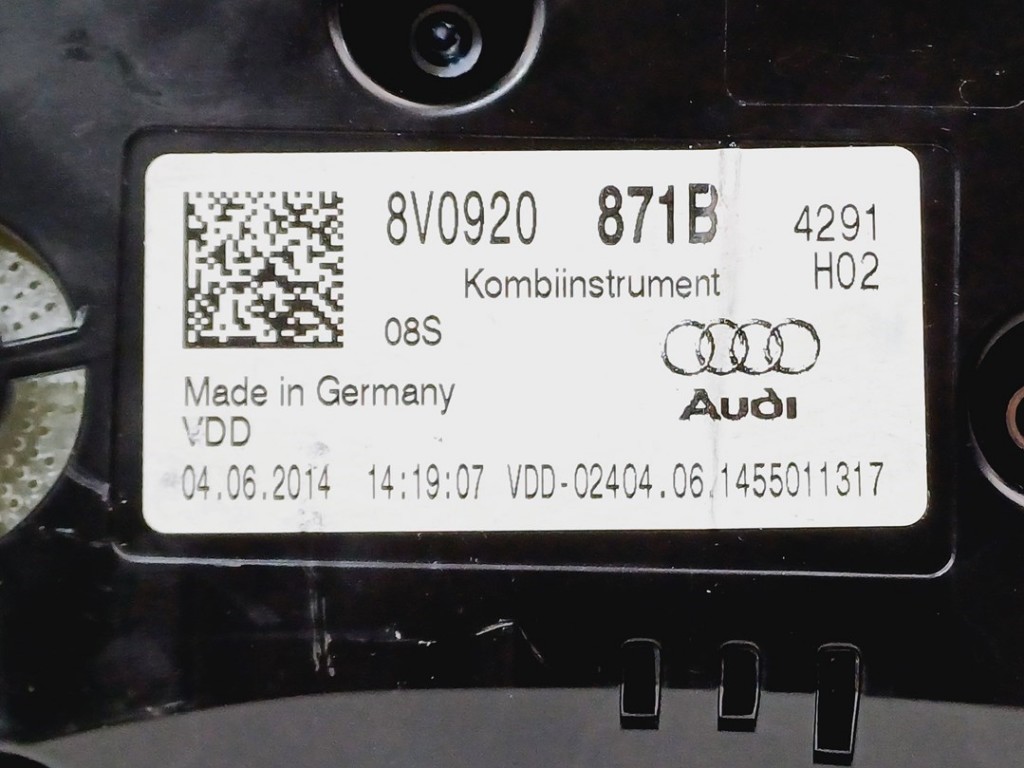 8V0920 871B 4291
Kombiinstrument H02
08S
Audi
Made in Germany
VDD
04.06.2014 14:19:07 VDD-02404.06.1455011317